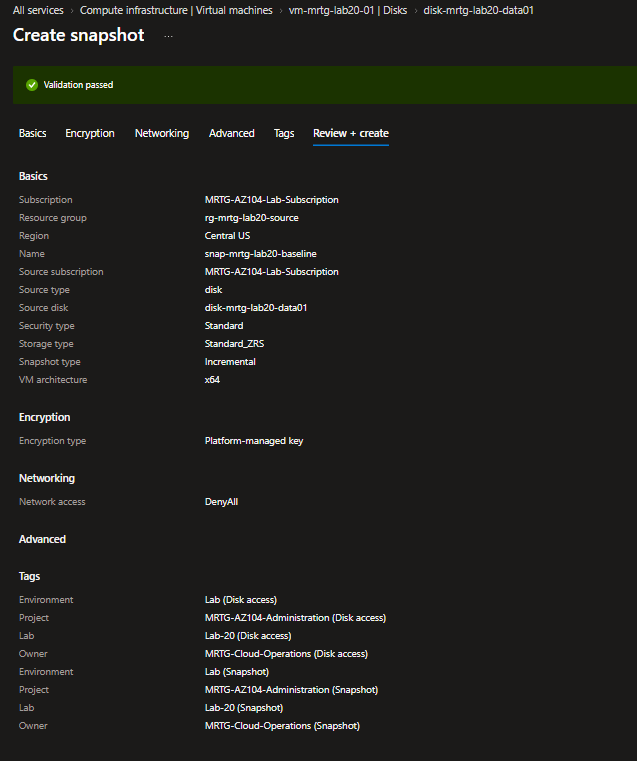 All services > Compute infrastructure | Virtual machines > vm-mrtg-lab20-01 | Disks > disk-mrtg-lab20-data01
Create snapshot ...
Validation passed
Basics Encryption Networking Advanced Tags Review + create
Basics
Subscription MRTG-AZ104-Lab-Subscription
Resource group rg-mrtg-lab20-source
Region Central US
Name snap-mrtg-lab20-baseline
Source subscription MRTG-AZ104-Lab-Subscription
Source type disk
Source disk disk-mrtg-lab20-data01
Security type Standard
Storage type Standard_ZRS
Snapshot type Incremental
VM architecture x64
Encryption
Encryption type Platform-managed key
Networking
Network access DenyAll
Advanced
Tags
Environment Lab (Disk access)
Project MRTG-AZ104-Administration (Disk access)
Lab Lab-20 (Disk access)
Owner MRTG-Cloud-Operations (Disk access)
Environment Lab (Snapshot)
Project MRTG-AZ104-Administration (Snapshot)
Lab Lab-20 (Snapshot)
Owner MRTG-Cloud-Operations (Snapshot)